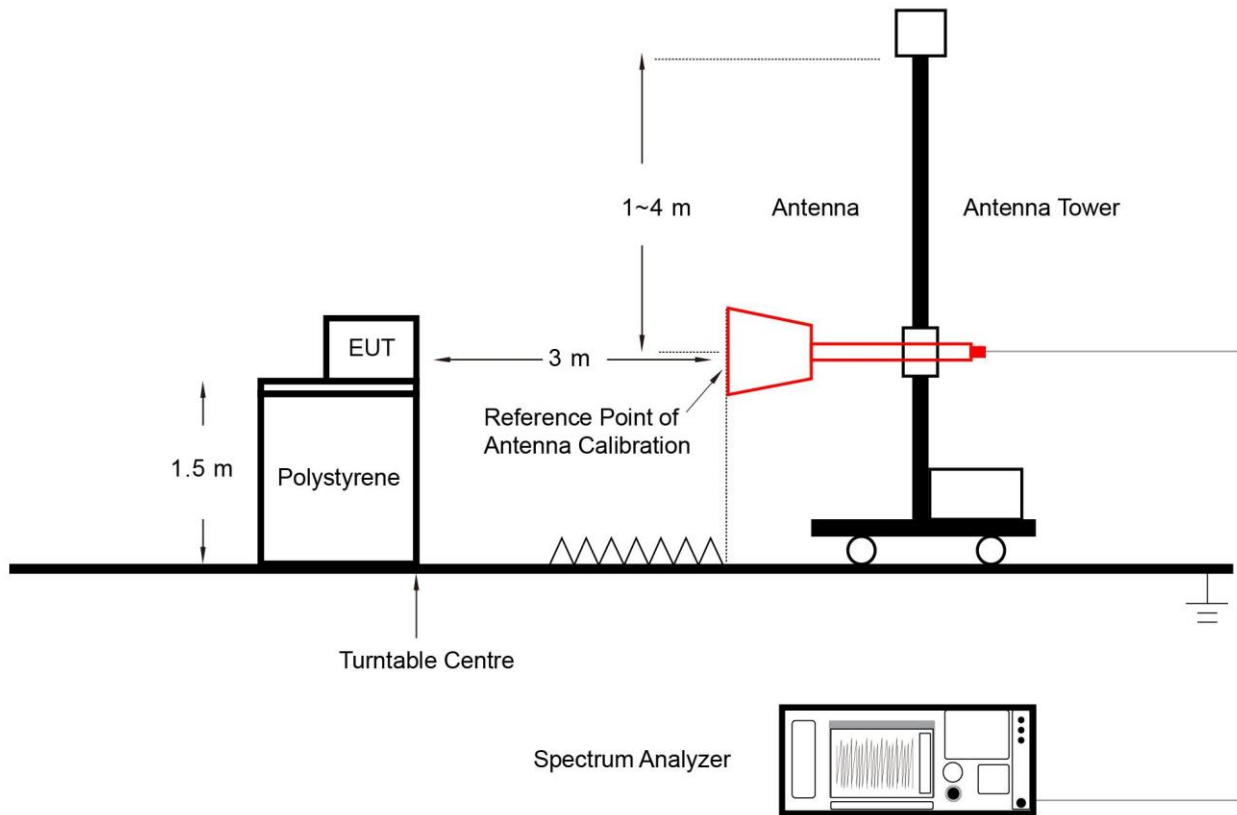 1~4 m
Antenna
Antenna Tower
EUT
3 m
Reference Point of
Antenna Calibration
1.5 m
Polystyrene
Turntable Centre
Spectrum Analyzer